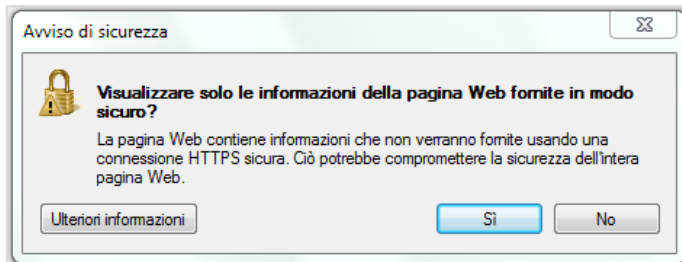 Avviso di sicurezza
Visualizzare solo le informazioni della pagina Web fornite in modo
sicuro?
La pagina Web contiene informazioni che non verranno fornite usando una
connessione HTTPS sicura. Ciò potrebbe compromettere la sicurezza dell'intera
pagina Web.
Ulteriori informazioni
Sì
No